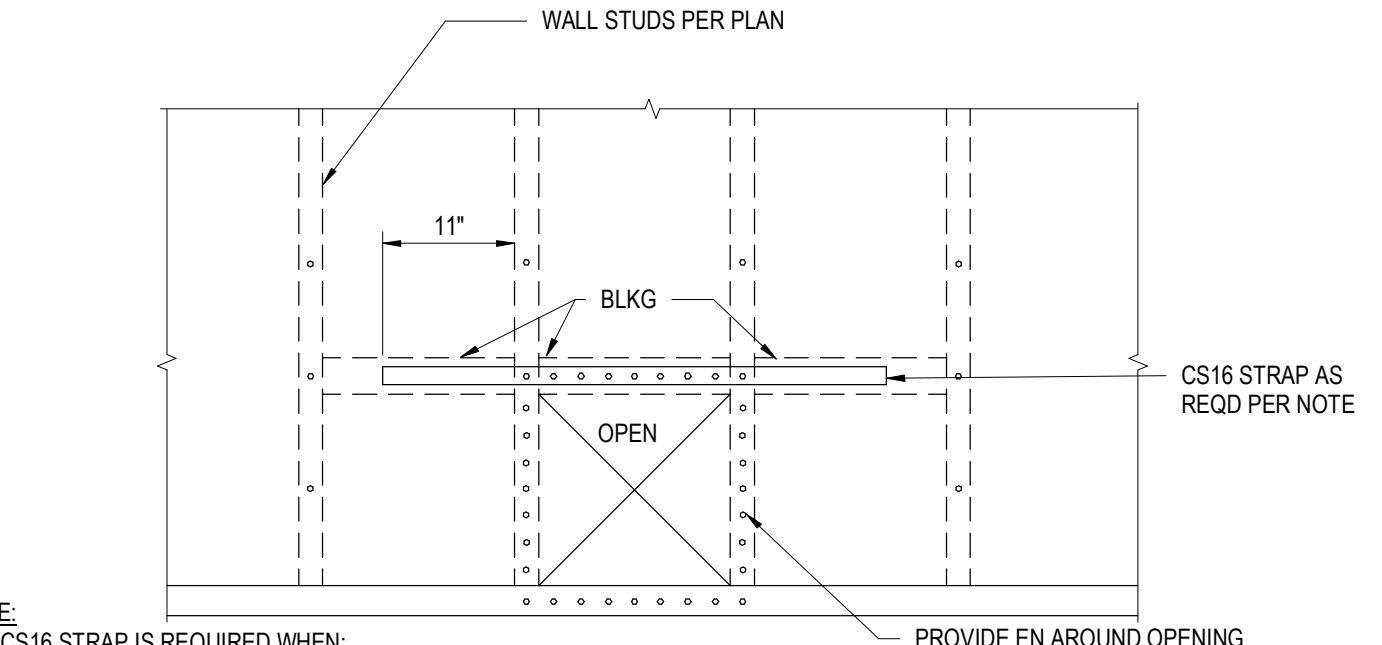 WALL STUDS PER PLAN
11"
BLKG
CS16 STRAP AS
REQD PER NOTE
OPEN
E:
CS16 STRAP IS REQUIRED WHEN:
PROVIDE EN AROUND OPENING